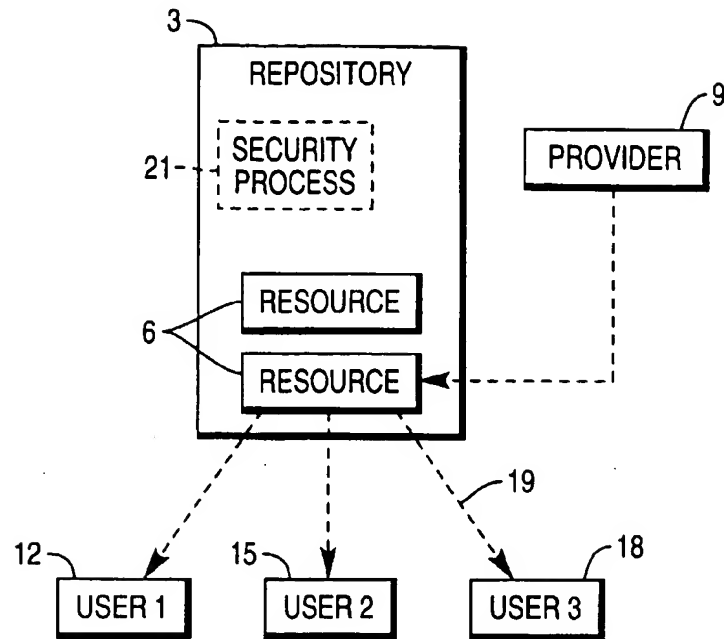 3
REPOSITORY
9
SECURITY
PROCESS
21
PROVIDER
RESOURCE
6
RESOURCE
19
12
15
18
USER 1
USER 2
USER 3